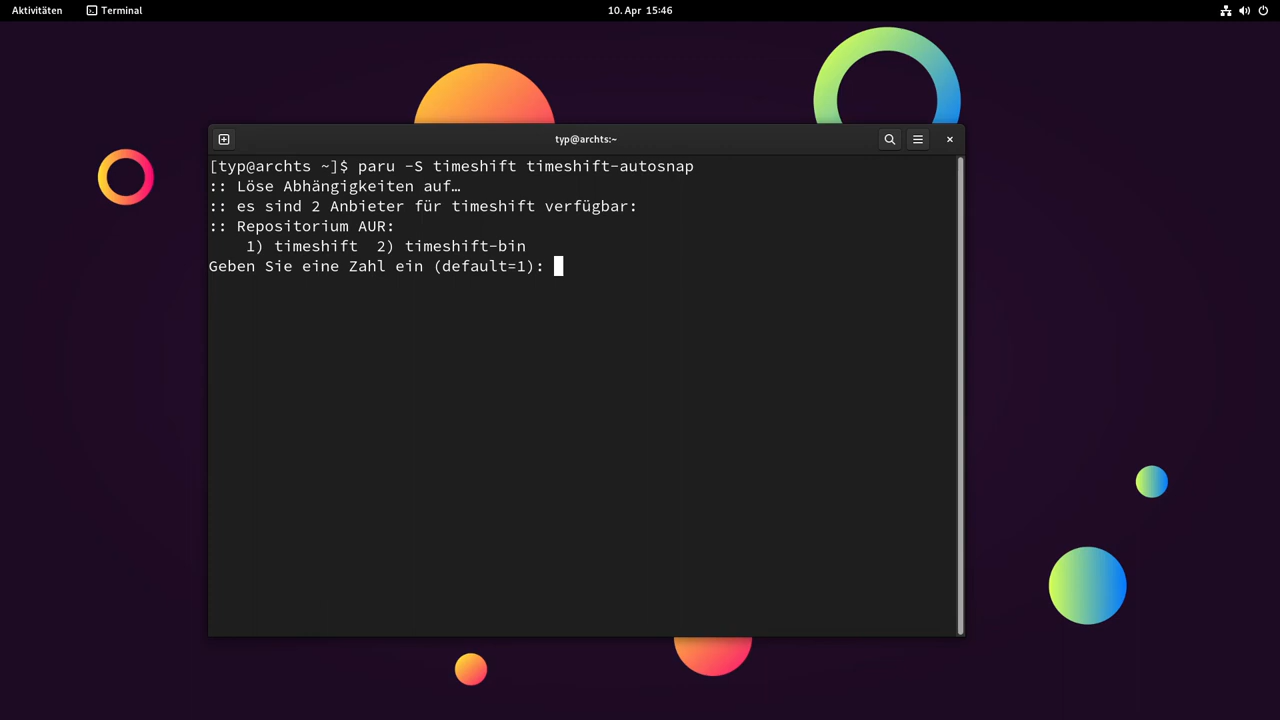 Aktivitäten Terminal 10. Apr 15:46
typ@archts:~
[typ@archts ~]$ paru -S timeshift timeshift-autosnap
:: Löse Abhängigkeiten auf…
:: es sind 2 Anbieter für timeshift verfügbar:
:: Repositorium AUR:
    1) timeshift  2) timeshift-bin
Geben Sie eine Zahl ein (default=1):